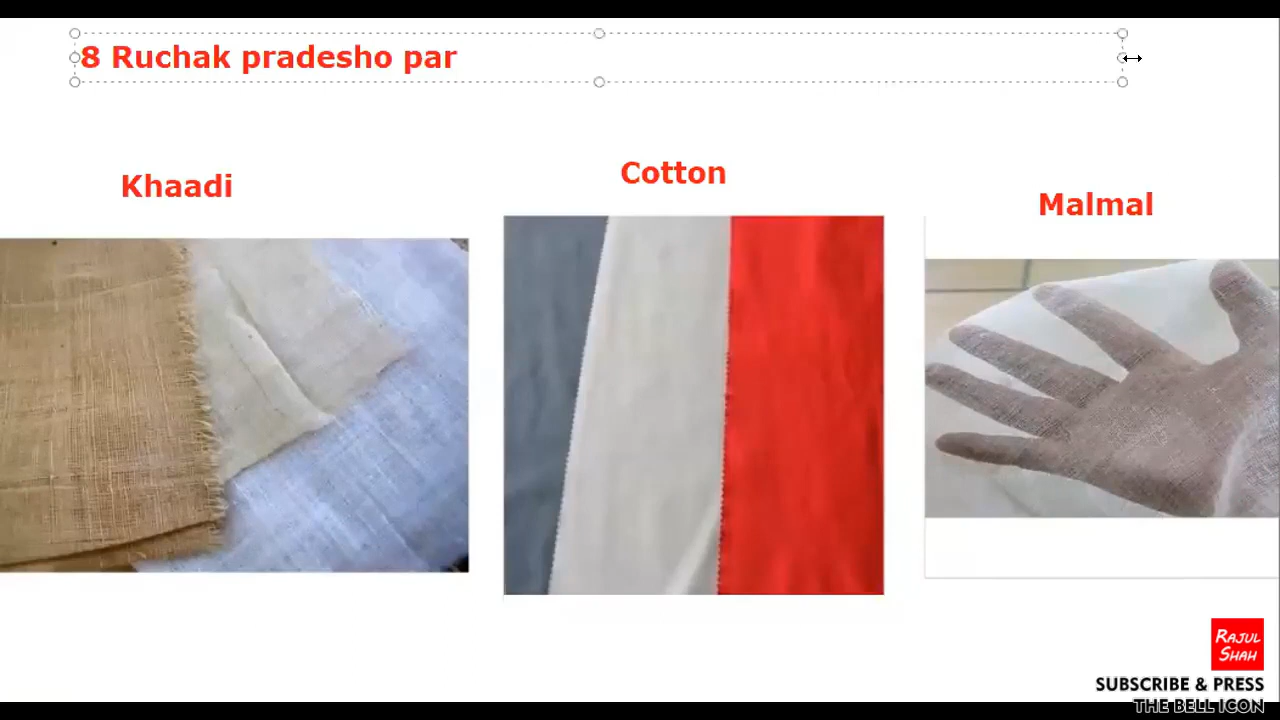 8 Ruchak pradesho par
Khaadi
Cotton
Malmal
RAJUL
SHAH
SUBSCRIBE & PRESS
THE BELL ICON